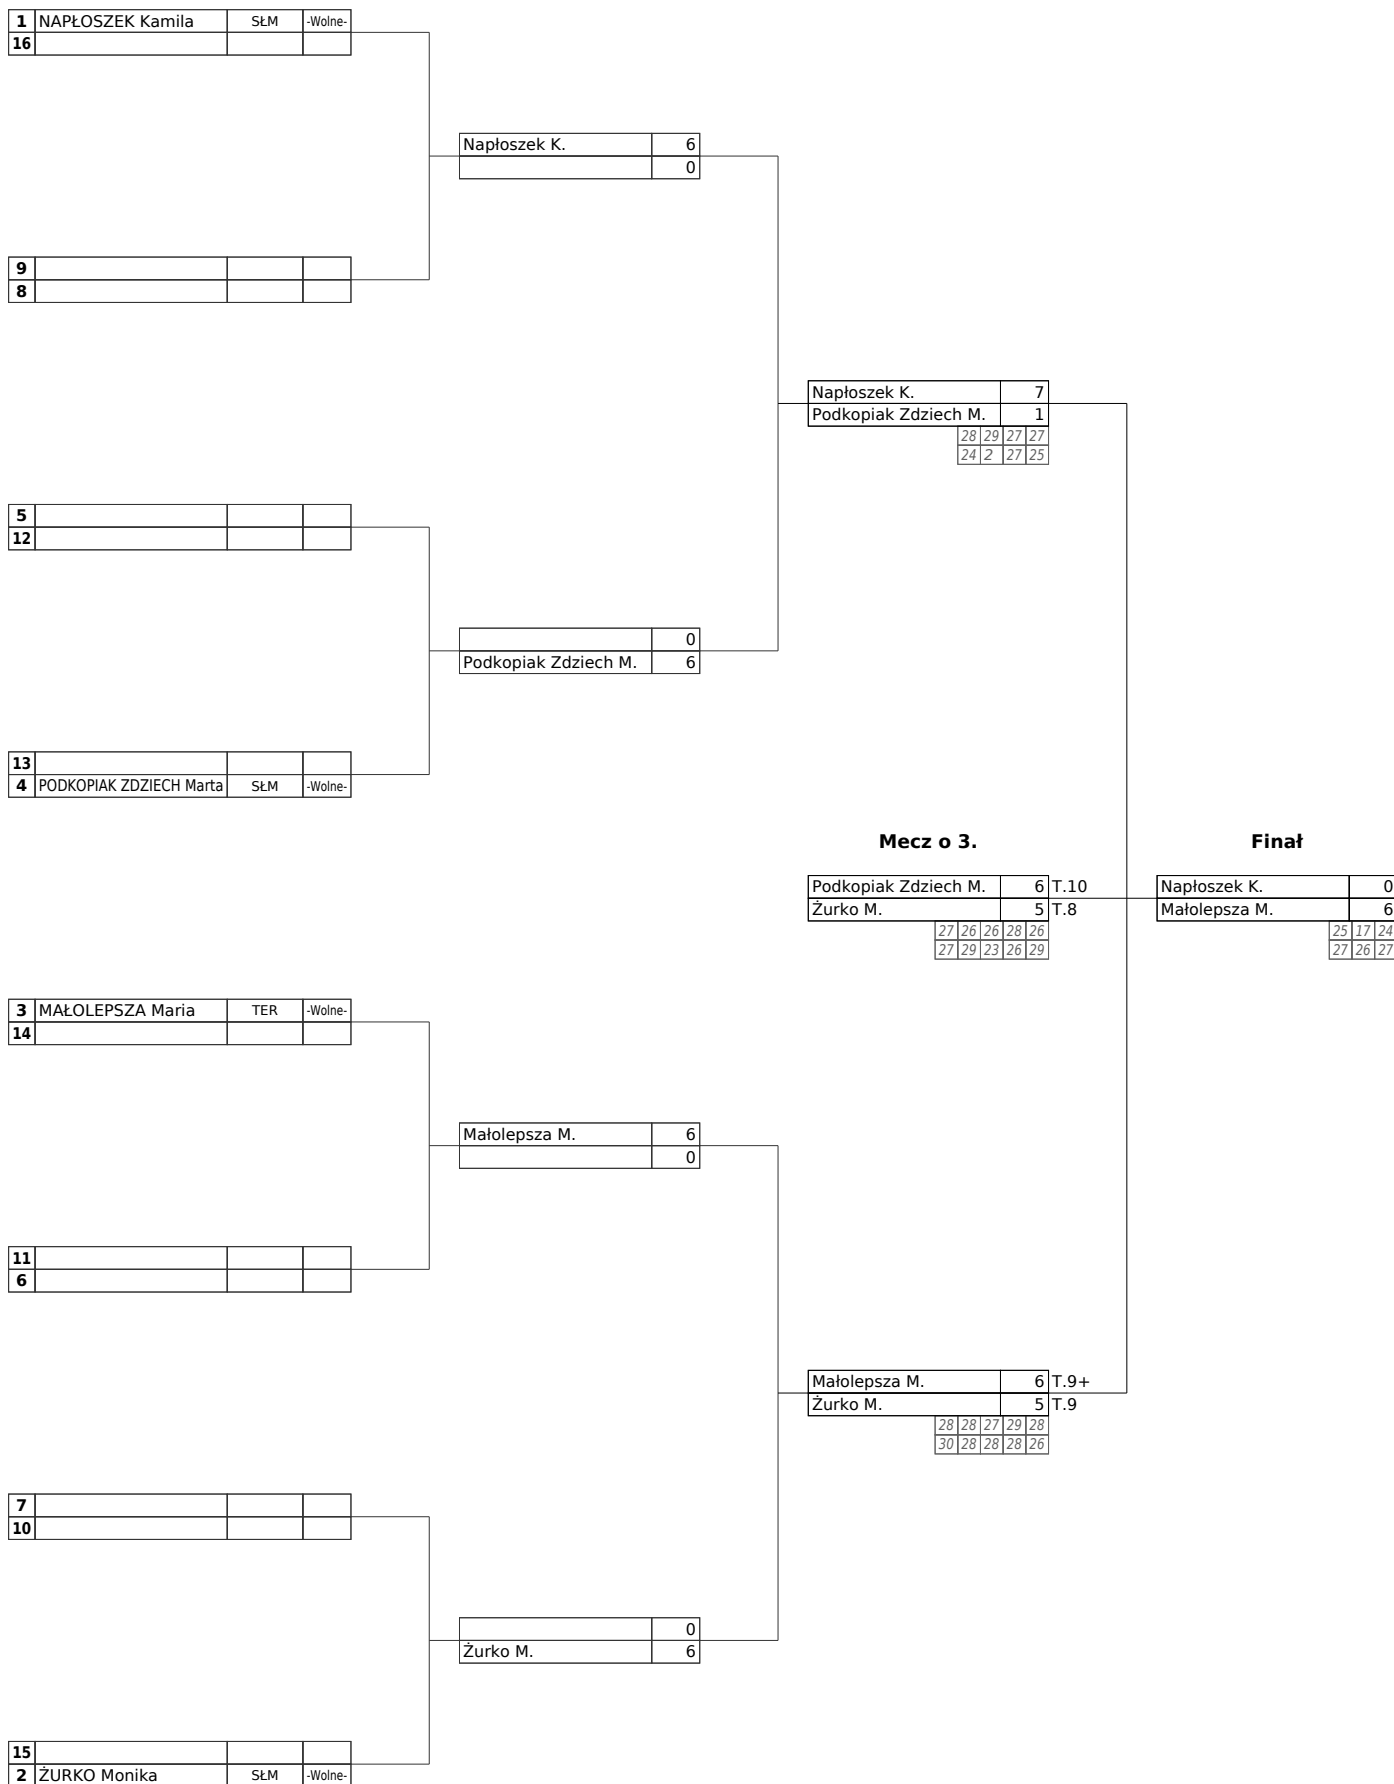 1 NAPŁOSZEK Kamila SŁM -Wolne-
16
Napłoszek K. 6
0
9
8
Napłoszek K. 7
Podkopiak Zdziech M. 1
28 29 27 27
24 2 27 25
5
12
0
Podkopiak Zdziech M. 6
13
4 PODKOPIAK ZDZIECH Marta SŁM -Wolne-
Mecz o 3. Finał
Podkopiak Zdziech M. 6 T.10 Napłoszek K. 0
Żurko M. 5 T.8 Małolepsza M. 6
27 26 26 28 26 25 17 24
27 29 23 26 29 27 26 27
3 MAŁOLEPSZA Maria TER -Wolne-
14
Małolepsza M. 6
0
11
6
Małolepsza M. 6 T.9+
Żurko M. 5 T.9
28 28 27 29 28
30 28 28 28 26
7
10
0
Żurko M. 6
15
2 ŻURKO Monika SŁM -Wolne-